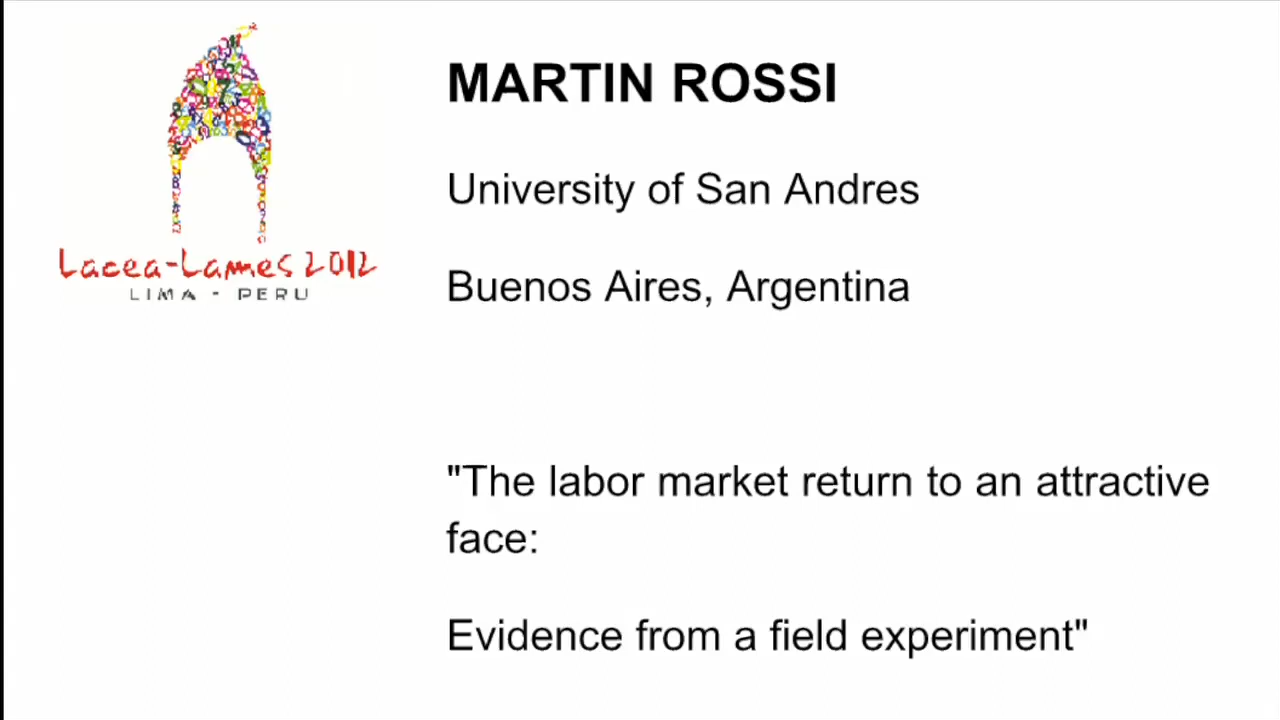 MARTIN ROSSI
University of San Andres
Buenos Aires, Argentina
Lacea-Lames 2012
LIMA - PERU
"The labor market return to an attractive
face:
Evidence from a field experiment"